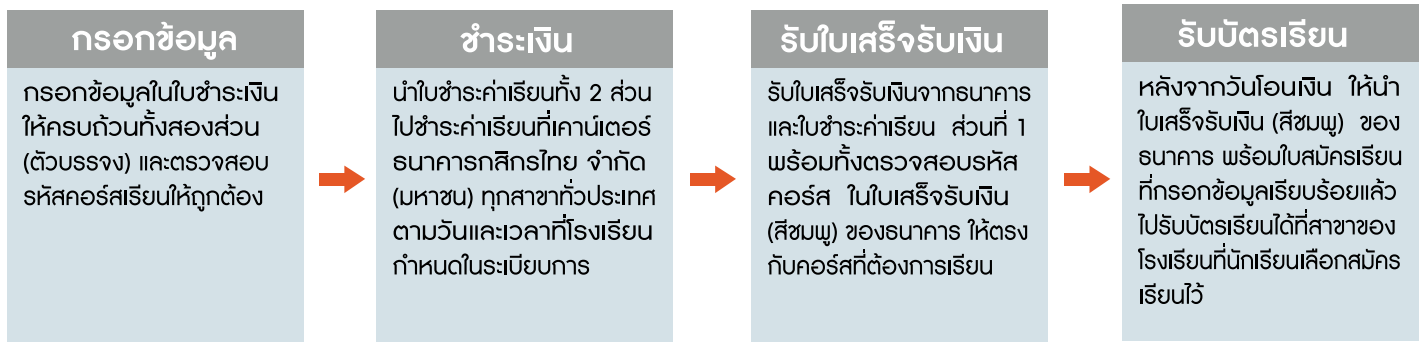 กรอกข้อมูล
กรอกข้อมูลในใบชำระเงิน
ให้ครบถ้วนทั้งสองส่วน
(ตัวบรรจง) และตรวจสอบ
รหัสคอร์สเรียนให้ถูกต้อง
ชำระเงิน
นำใบชำระค่าเรียนทั้ง 2 ส่วน
ไปชำระค่าเรียนที่เคาน์เตอร์
ธนาคารกสิกรไทย จำกัด
(มหาชน) ทุกสาขาทั่วประเทศ
ตามวันและเวลาที่โรงเรียน
กำหนดในระเบียบการ
รับใบเสร็จรับเงิน
รับใบเสร็จรับเงินจากธนาคาร
และใบชำระค่าเรียน ส่วนที่ 1
พร้อมทั้งตรวจสอบรหัส
คอร์ส ในใบเสร็จรับเงิน
(สีชมพู) ของธนาคาร ให้ตรง
กับคอร์สที่ต้องการเรียน
รับบัตรเรียน
หลังจากวันโอนเงิน ให้นำ
ใบเสร็จรับเงิน (สีชมพู) ของ
ธนาคาร พร้อมใบสมัครเรียน
ที่กรอกข้อมูลเรียบร้อยแล้ว
ไปรับบัตรเรียนได้ที่สาขาของ
โรงเรียนที่นักเรียนเลือกสมัคร
เรียนไว้